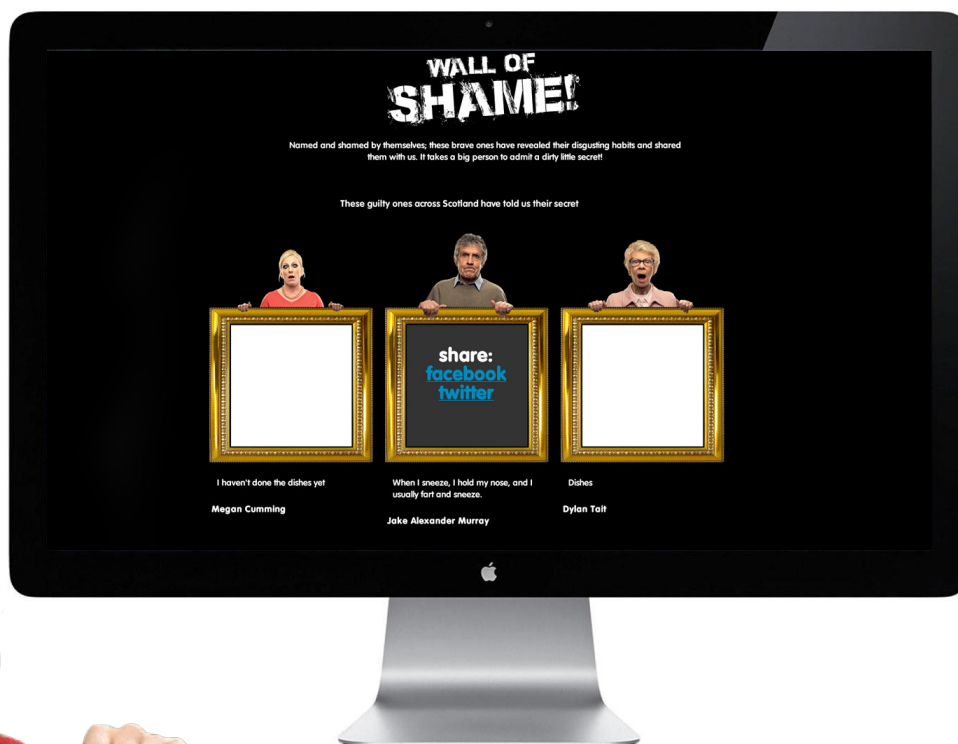 WALL OF
SHAME!
Named and shamed by themselves; these brave ones have revealed their disgusting habits and shared
them with us. It takes a big person to admit a dirty little secret!
These guilty ones across Scotland have told us their secret
share:
facebook
twitter
I haven't done the dishes yet
Megan Cumming
When I sneeze, I hold my nose, and I
usually fart and sneeze.
Jake Alexander Murray
Dishes
Dylan Tait